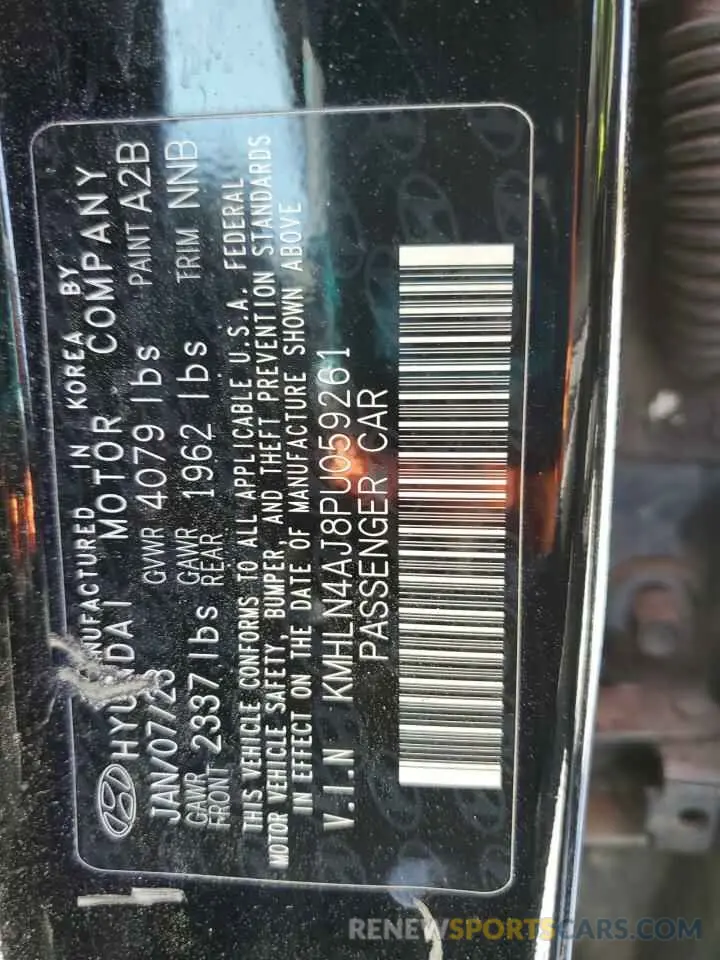 MANUFACTURED IN KOREA BY
HYUNDAI MOTOR COMPANY
JAN/07/23 GVWR 4079 lbs PAINT A2B
GAWR FRONT 2337 lbs GAWR REAR 1962 lbs TRIM NNB
THIS VEHICLE CONFORMS TO ALL APPLICABLE U.S.A. FEDERAL
MOTOR VEHICLE SAFETY, BUMPER, AND THEFT PREVENTION STANDARDS
IN EFFECT ON THE DATE OF MANUFACTURE SHOWN ABOVE
V.I.N KMHLN4AJ8PU059261
PASSENGER CAR
RENEWSPORTSCARS.COM